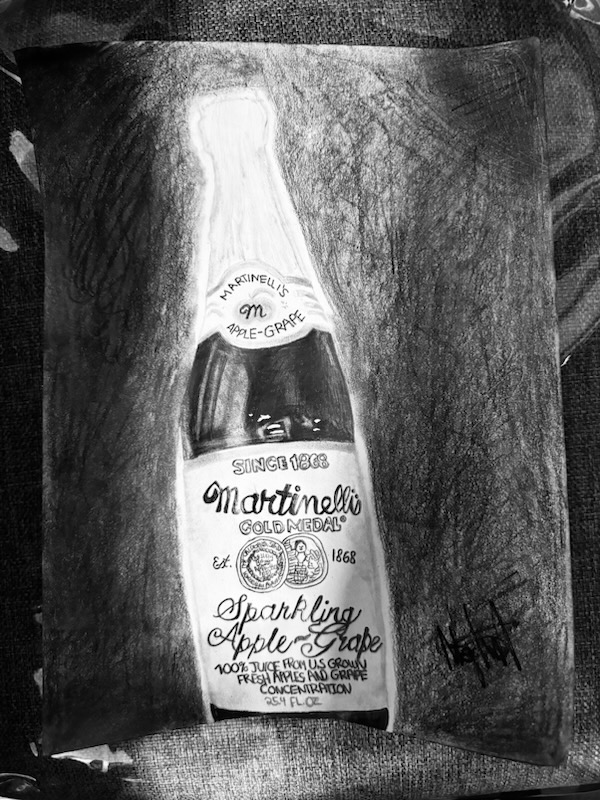 MARTINELLI'S
m
APPLE-GRAPE
SINCE 1868
Martinelli's
GOLD MEDAL®
Est. 1868
Sparkling
Apple-Grape
100% JUICE FROM U.S GROWN
FRESH APPLES AND GRAPE
CONCENTRATION
25.4 FL.OZ